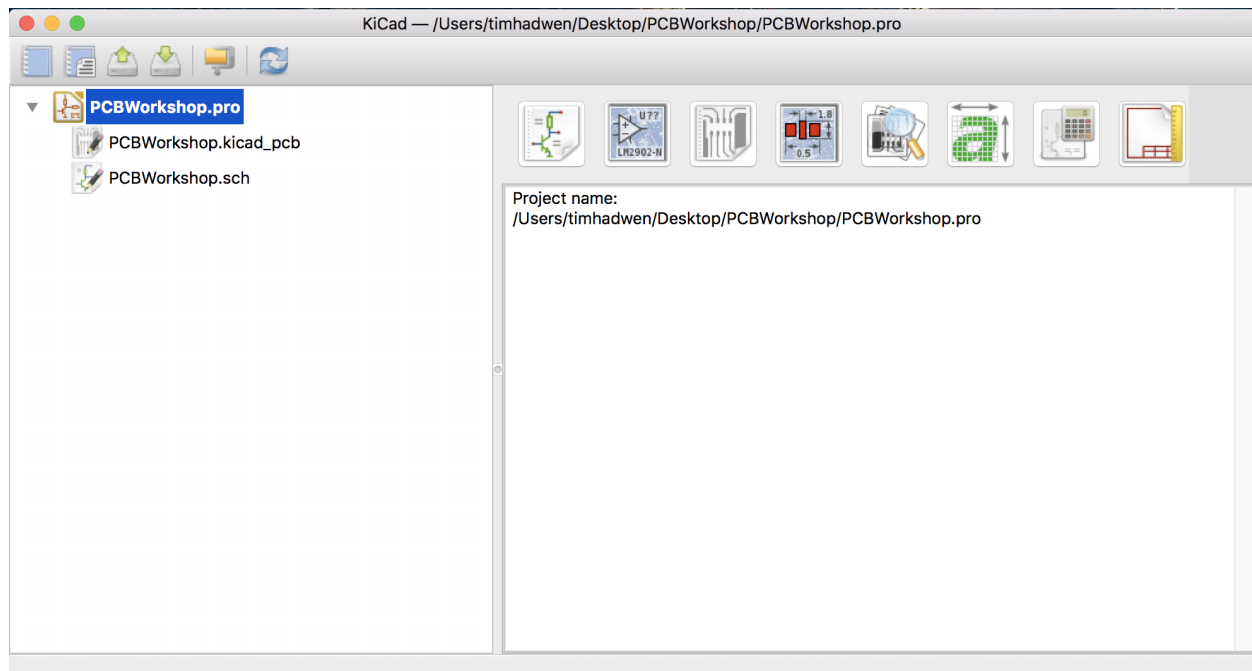 KiCad — /Users/timhadwen/Desktop/PCBWorkshop/PCBWorkshop.pro
PCBWorkshop.pro
PCBWorkshop.kicad_pcb
PCBWorkshop.sch
U??
LM2902-N
1.8
0.5
a
Project name:
/Users/timhadwen/Desktop/PCBWorkshop/PCBWorkshop.pro